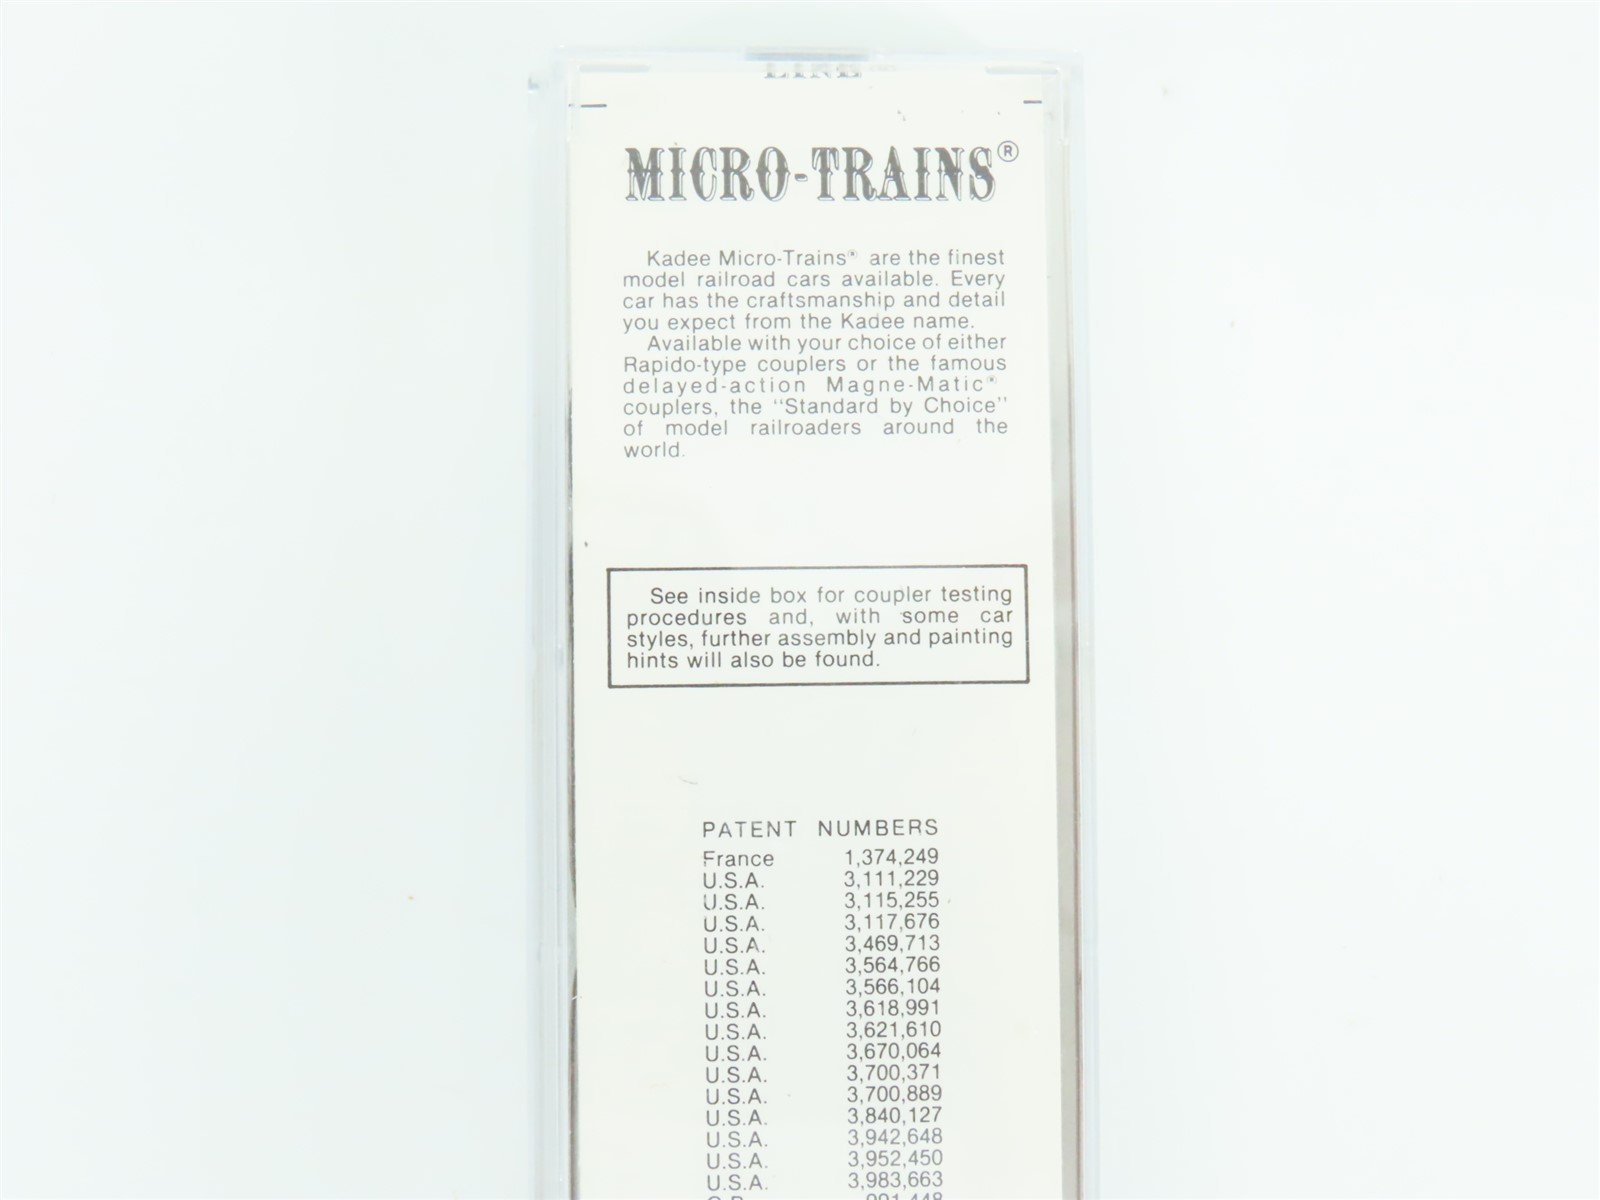 LINE®
MICRO-TRAINS®
Kadee Micro-Trains® are the finest
model railroad cars available. Every
car has the craftsmanship and detail
you expect from the Kadee name.
Available with your choice of either
Rapido-type couplers or the famous
delayed-action Magne-Matic®
couplers, the "Standard by Choice"
of model railroaders around the
world.
See inside box for coupler testing
procedures and, with some car
styles, further assembly and painting
hints will also be found.
PATENT NUMBERS
France 1,374,249
U.S.A. 3,111,229
U.S.A. 3,115,255
U.S.A. 3,117,676
U.S.A. 3,469,713
U.S.A. 3,564,766
U.S.A. 3,566,104
U.S.A. 3,618,991
U.S.A. 3,621,610
U.S.A. 3,670,064
U.S.A. 3,700,371
U.S.A. 3,700,889
U.S.A. 3,840,127
U.S.A. 3,942,648
U.S.A. 3,952,450
U.S.A. 3,983,663
991,448